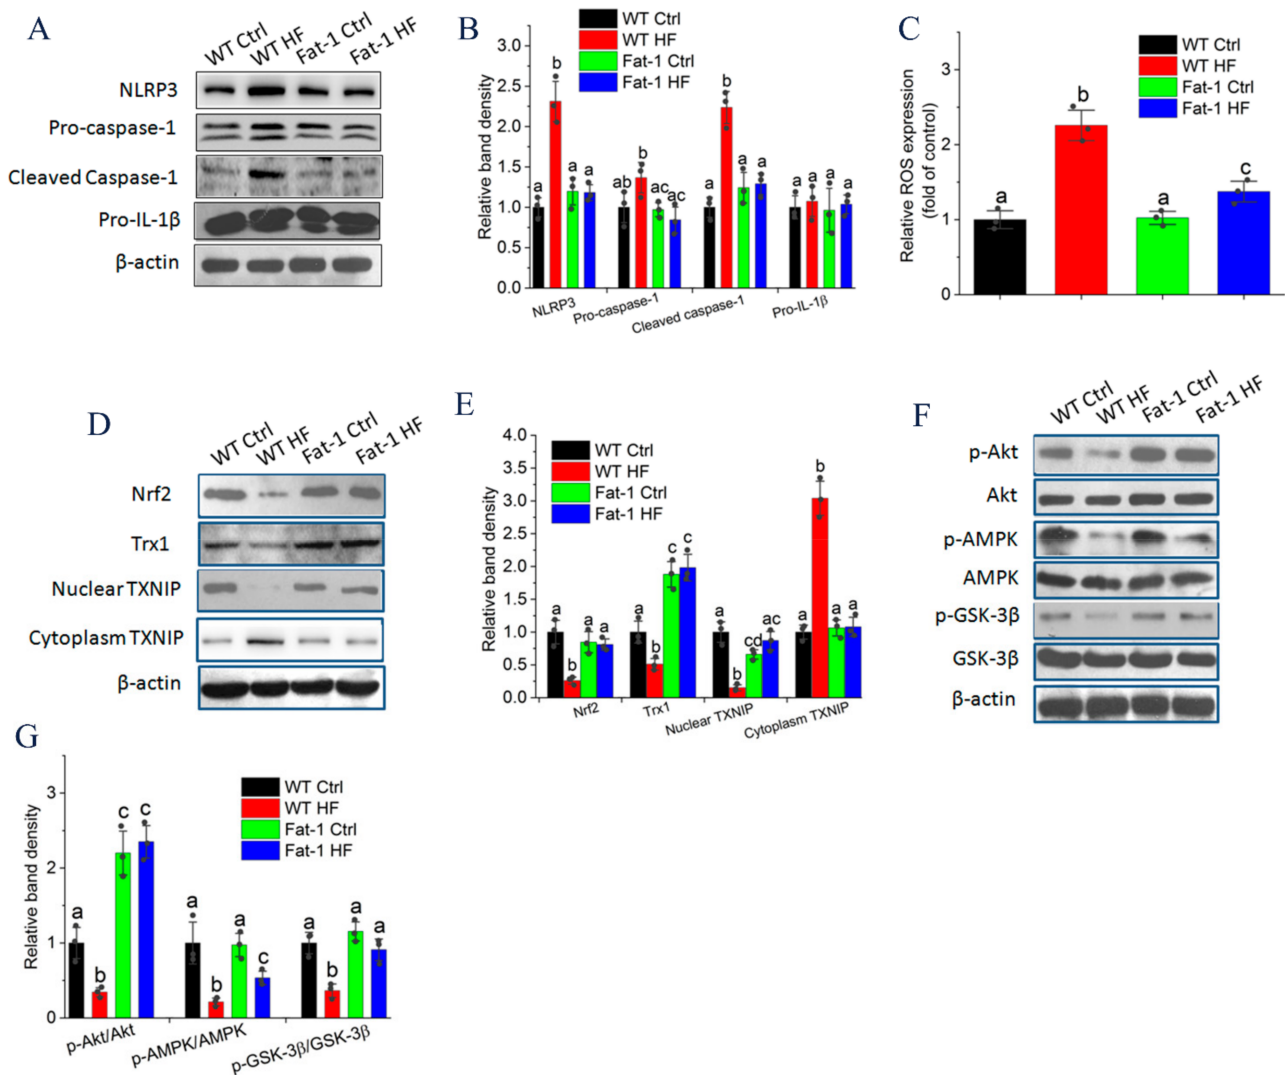 A
WT Ctrl
WT HF
Fat-1 Ctrl
Fat-1 HF
NLRP3
Pro-caspase-1
Cleaved Caspase-1
Pro-IL-1β
β-actin
B
WT Ctrl
WT HF
Fat-1 Ctrl
Fat-1 HF
Relative band density
3.0
2.5
2.0
1.5
1.0
0.5
0.0
a b a a
ab b ac ac
a b a a
a a a a
NLRP3
Pro-caspase-1
Cleaved caspase-1
Pro-IL-1β
C
WT Ctrl
WT HF
Fat-1 Ctrl
Fat-1 HF
Relative ROS expression
(fold of control)
3
2
1
0
a b a c
D
WT Ctrl
WT HF
Fat-1 Ctrl
Fat-1 HF
Nrf2
Trx1
Nuclear TXNIP
Cytoplasm TXNIP
β-actin
E
WT Ctrl
WT HF
Fat-1 Ctrl
Fat-1 HF
Relative band density
4.0
3.5
3.0
2.5
2.0
1.5
1.0
0.5
0.0
a b a a
a b c c
a b cd ac
a b a a
Nrf2
Trx1
Nuclear TXNIP
Cytoplasm TXNIP
F
WT Ctrl
WT HF
Fat-1 Ctrl
Fat-1 HF
p-Akt
Akt
p-AMPK
AMPK
p-GSK-3β
GSK-3β
β-actin
G
WT Ctrl
WT HF
Fat-1 Ctrl
Fat-1 HF
Relative band density
3
2
1
0
a b c c
a b a c
a b a a
p-Akt/Akt
p-AMPK/AMPK
p-GSK-3β/GSK-3β